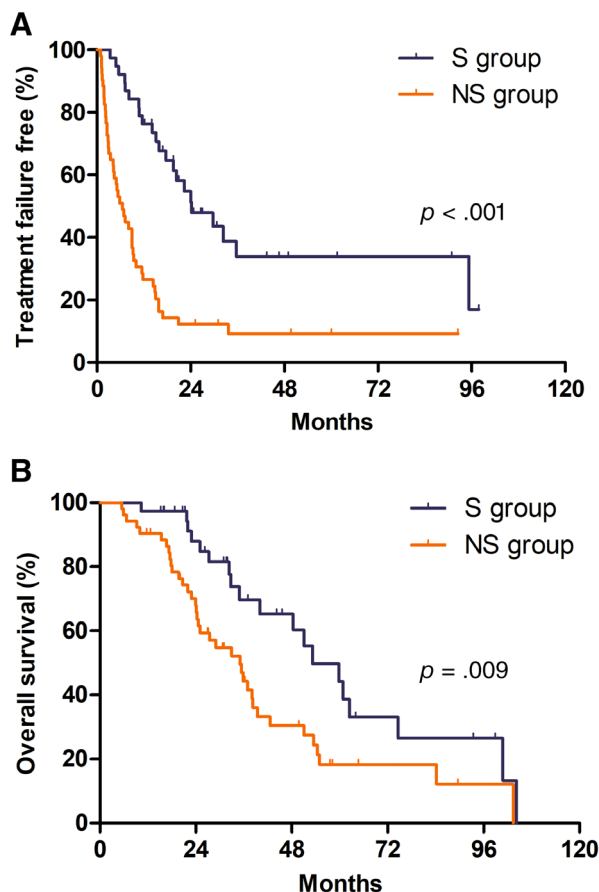 A
Treatment failure free (%)
100
80
60
40
20
0
S group
NS group
p < .001
0 24 48 72 96 120
Months
B
Overall survival (%)
100
80
60
40
20
0
S group
NS group
p = .009
0 24 48 72 96 120
Months